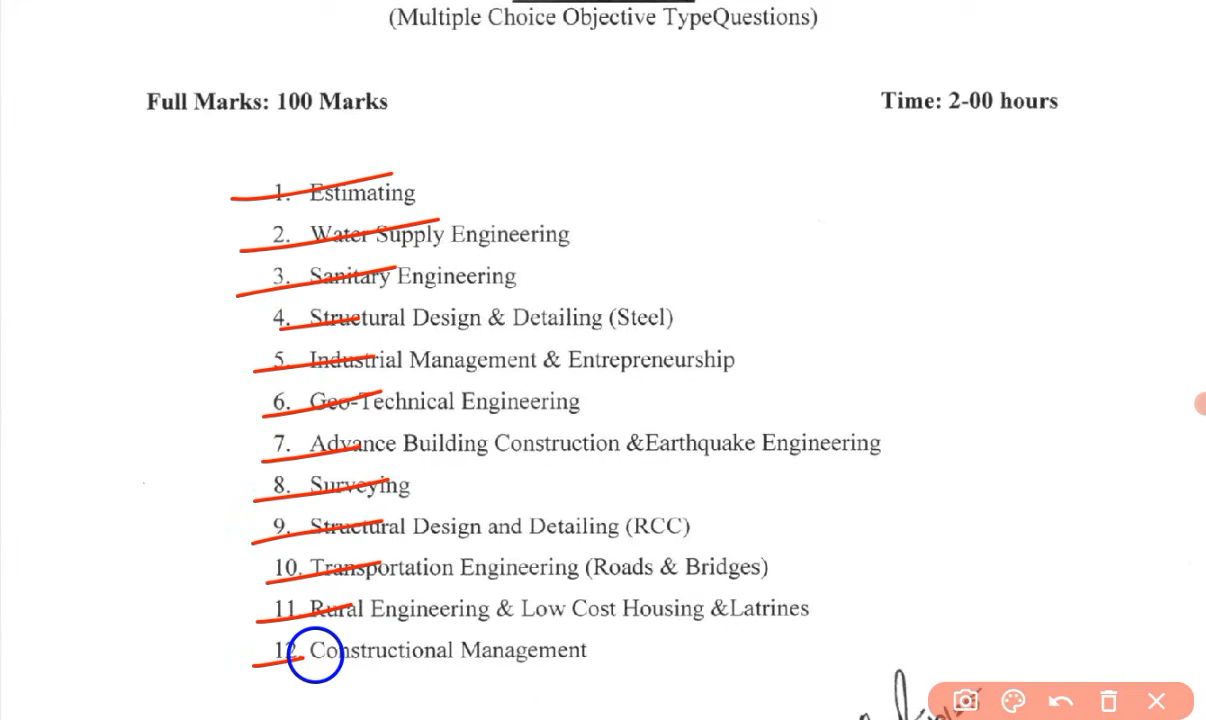 (Multiple Choice Objective TypeQuestions)
Full Marks: 100 Marks Time: 2-00 hours
1. Estimating
2. Water Supply Engineering
3. Sanitary Engineering
4. Structural Design & Detailing (Steel)
5. Industrial Management & Entrepreneurship
6. Geo-Technical Engineering
7. Advance Building Construction &Earthquake Engineering
8. Surveying
9. Structural Design and Detailing (RCC)
10. Transportation Engineering (Roads & Bridges)
11. Rural Engineering & Low Cost Housing &Latrines
12. Constructional Management